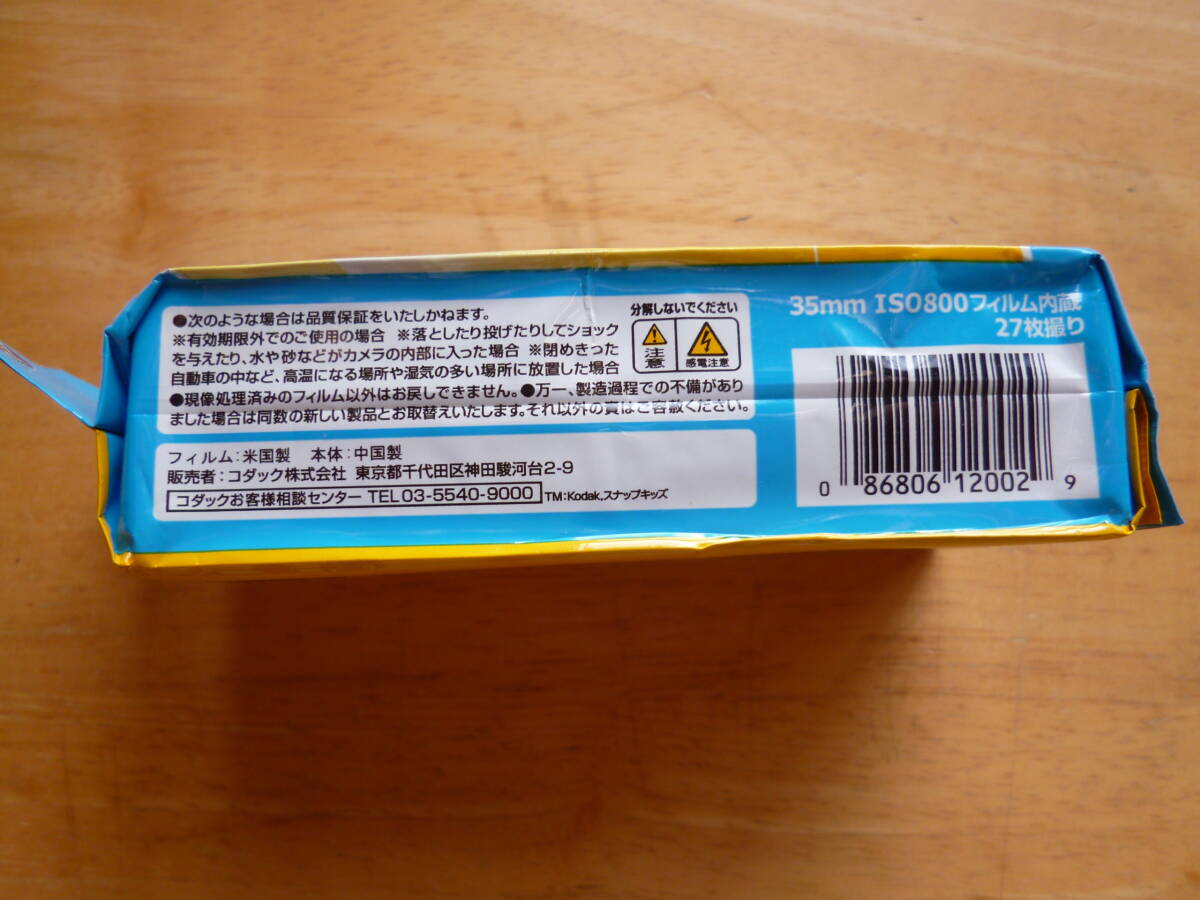 ●次のような場合は品質保証をいたしかねます。
※有効期限外でのご使用の場合 ※落としたり投げたりしてショック
を与えたり、水や砂などがカメラの内部に入った場合 ※閉めきった
自動車の中など、高温になる場所や湿気の多い場所に放置した場合
●現像処理済みのフィルム以外はお戻しできません。●万一、製造過程での不備があり
ました場合は同数の新しい製品とお取替えいたします。それ以外の責はご容赦ください。
分解しないでください
注意
感電注意
フィルム:米国製 本体:中国製
販売者:コダック株式会社 東京都千代田区神田駿河台2-9
コダックお客様相談センター TEL03-5540-9000 TM:Kodak,スナップキッズ
35mm ISO800フィルム内蔵
27枚撮り
0 86806 12002 9